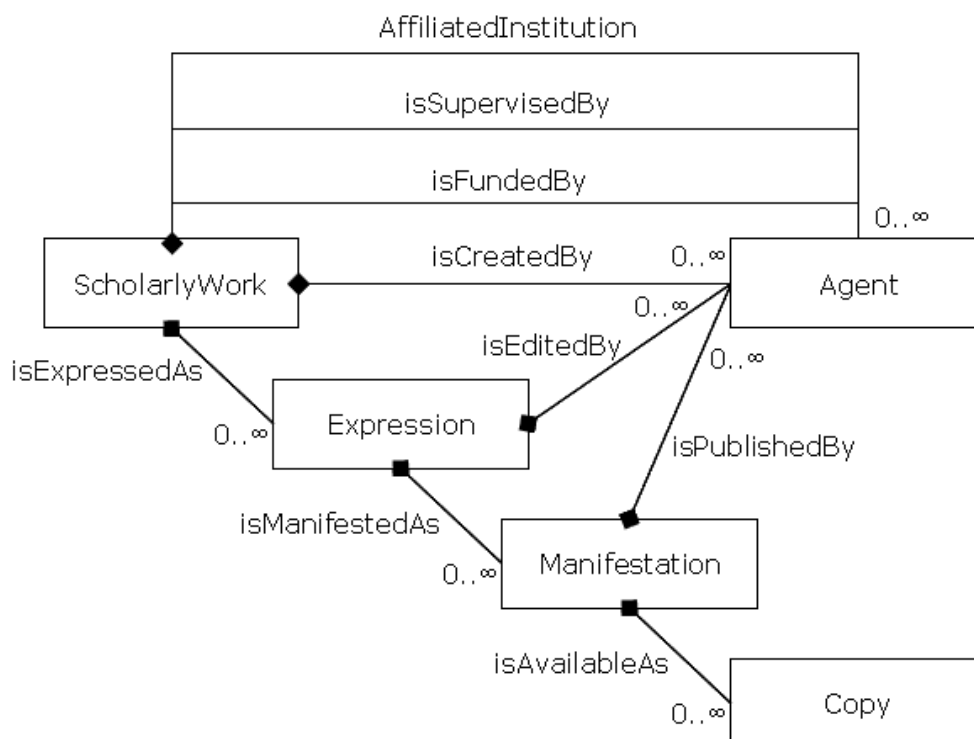 AffiliatedInstitution
isSupervisedBy
isFundedBy
0..∞
isCreatedBy
0..∞
ScholarlyWork
Agent
0..∞
isEditedBy
0..∞
isExpressedAs
Expression
0..∞
isPublishedBy
isManifestedAs
Manifestation
0..∞
isAvailableAs
Copy
0..∞